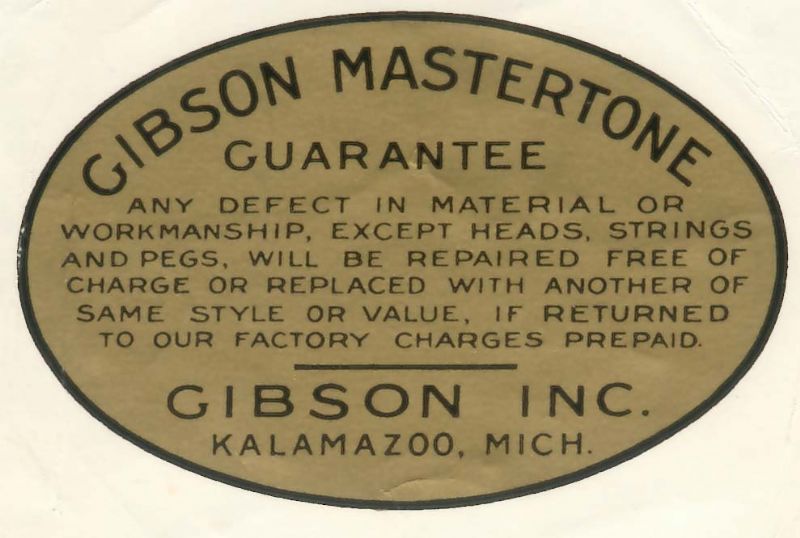 GIBSON MASTERTONE
GUARANTEE
ANY DEFECT IN MATERIAL OR
WORKMANSHIP, EXCEPT HEADS, STRINGS
AND PEGS, WILL BE REPAIRED FREE OF
CHARGE OR REPLACED WITH ANOTHER OF
SAME STYLE OR VALUE, IF RETURNED
TO OUR FACTORY CHARGES PREPAID.
GIBSON INC.
KALAMAZOO, MICH.